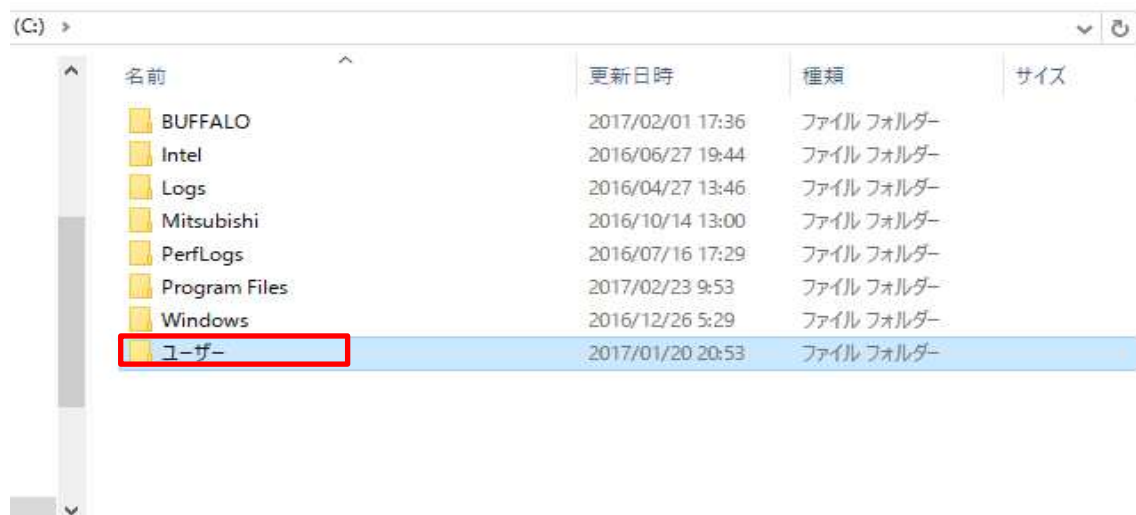 (C:) >
名前 更新日時 種類 サイズ
BUFFALO 2017/02/01 17:36 ファイル フォルダー
Intel 2016/06/27 19:44 ファイル フォルダー
Logs 2016/04/27 13:46 ファイル フォルダー
Mitsubishi 2016/10/14 13:00 ファイル フォルダー
PerfLogs 2016/07/16 17:29 ファイル フォルダー
Program Files 2017/02/23 9:53 ファイル フォルダー
Windows 2016/12/26 5:29 ファイル フォルダー
ユーザー 2017/01/20 20:53 ファイル フォルダー